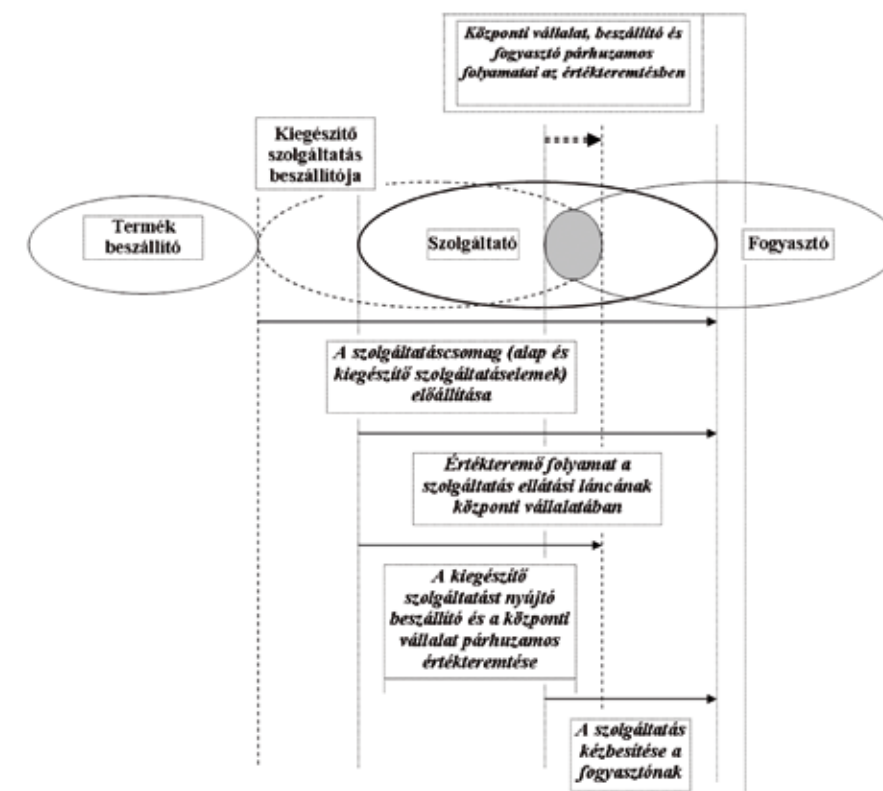 Központi vállalat, beszállító és
fogyasztó párhuzamos
folyamatai az értékteremtésben
Kiegészítő
szolgáltatás
beszállítója
Termék
beszállító
Szolgáltató
Fogyasztó
A szolgáltatáscsomag (alap és
kiegészítő szolgáltatáselemek)
előállítása
Értékteremő folyamat a
szolgáltatás ellátási láncának
központi vállalatában
A kiegészítő
szolgáltatást nyújtó
beszállító és a központi
vállalat párhuzamos
értékteremtése
A szolgáltatás
kézbesítése a
fogyasztónak